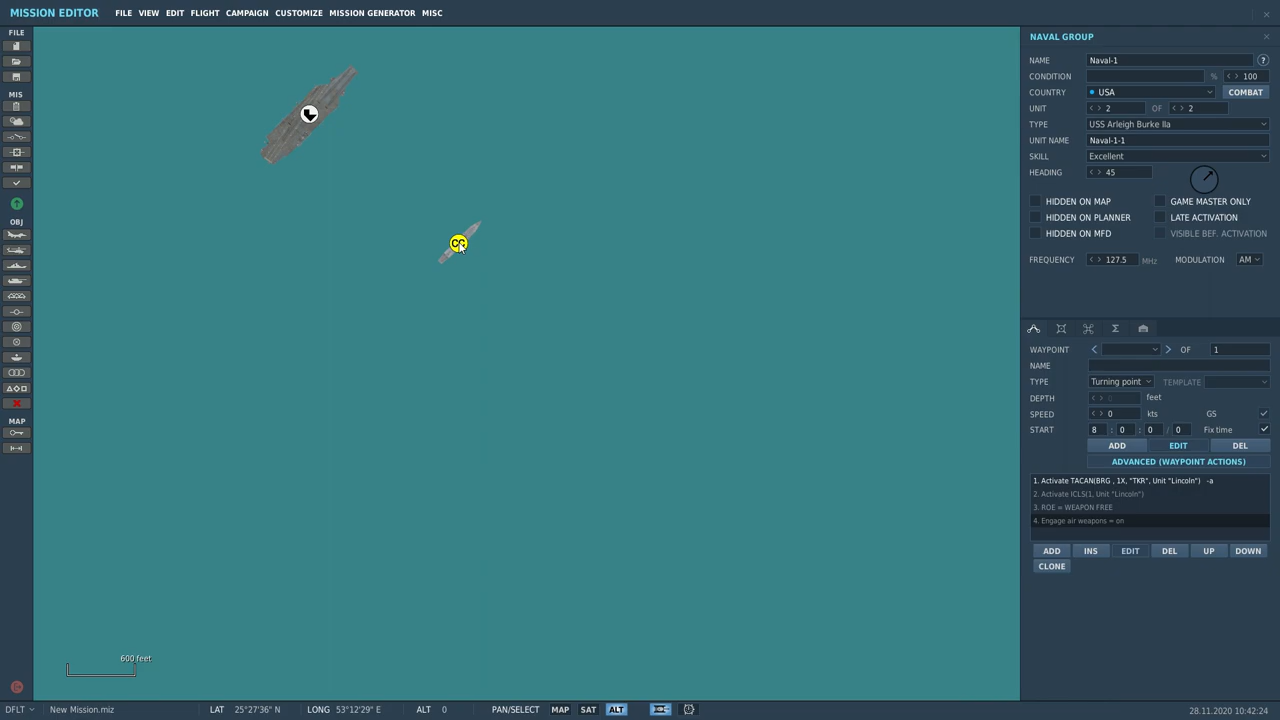 MISSION EDITOR FILE VIEW EDIT FLIGHT CAMPAIGN CUSTOMIZE MISSION GENERATOR MISC
FILE
MIS
OBJ
MAP
NAVAL GROUP
NAME Naval-1 ?
CONDITION % < > 100
COUNTRY USA COMBAT
UNIT < > 2 OF < > 2
TYPE USS Arleigh Burke IIa
UNIT NAME Naval-1-1
SKILL Excellent
HEADING < > 45
HIDDEN ON MAP GAME MASTER ONLY
HIDDEN ON PLANNER LATE ACTIVATION
HIDDEN ON MFD VISIBLE BEF. ACTIVATION
FREQUENCY < > 127.5 MHz MODULATION AM
WAYPOINT < > OF 1
NAME
TYPE Turning point TEMPLATE
DEPTH < > 0 feet
SPEED < > 0 kts GS
START 8 : 0 : 0 / 0 Fix time
ADD EDIT DEL
ADVANCED (WAYPOINT ACTIONS)
1. Activate TACAN(BRG , 1X, "TKR", Unit "Lincoln") -a
2. Activate ICLS(1, Unit "Lincoln")
3. ROE = WEAPON FREE
4. Engage air weapons = on
ADD INS EDIT DEL UP DOWN
CLONE
600 feet
DFLT New Mission.miz LAT 25°27'36" N LONG 53°12'29" E ALT 0 PAN/SELECT MAP SAT ALT 28.11.2020 10:42:24